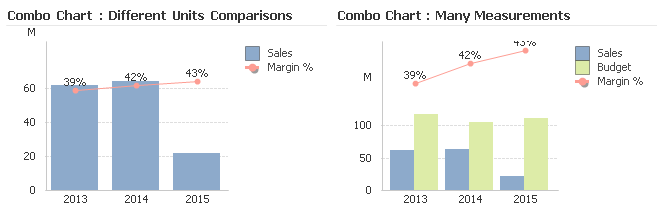 Combo Chart : Different Units Comparisons
M
Sales
Margin %
39%
42%
43%
60
40
20
0
2013
2014
2015
Combo Chart : Many Measurements
M
Sales
Budget
Margin %
39%
42%
43%
100
50
0
2013
2014
2015